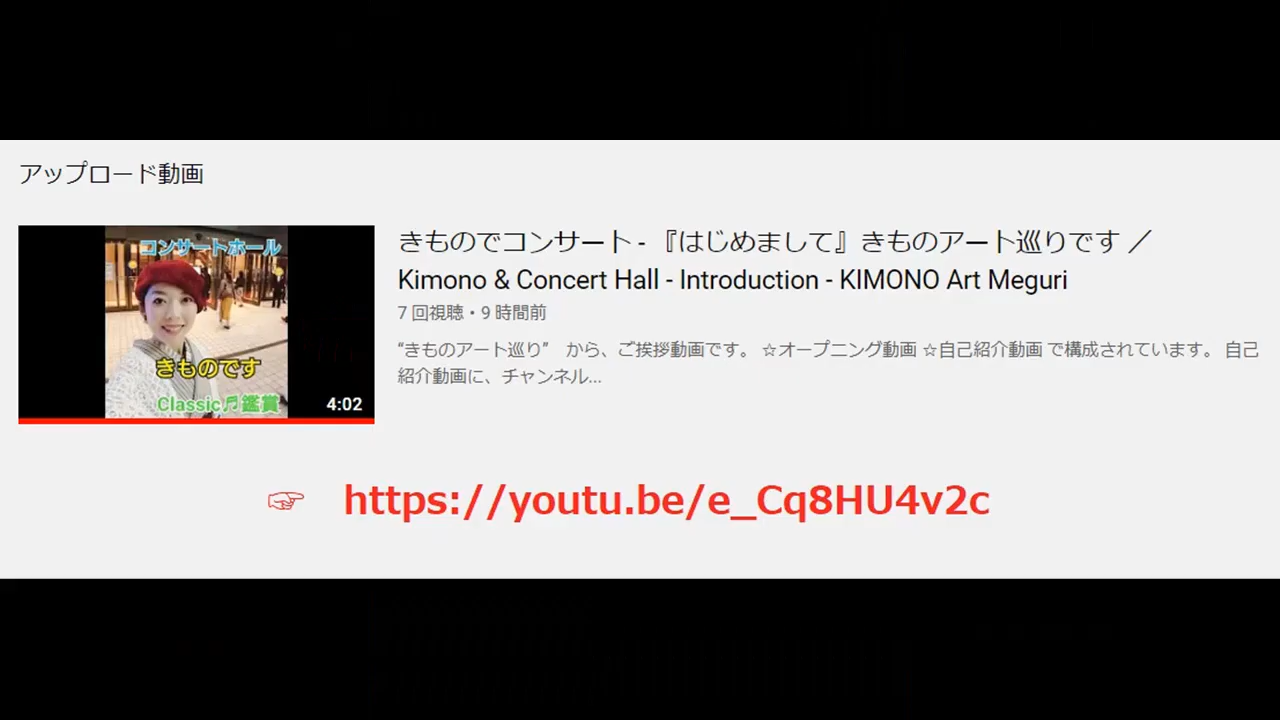 アップロード動画
コンサートホール
きものです
Classic♬鑑賞
4:02
きものでコンサート - 『はじめまして』きものアート巡りです ／
Kimono & Concert Hall - Introduction - KIMONO Art Meguri
7 回視聴・9 時間前
“きものアート巡り”　から、ご挨拶動画です。 ☆オープニング動画 ☆自己紹介動画 で構成されています。 自己
紹介動画に、チャンネル...
☞ https://youtu.be/e_Cq8HU4v2c